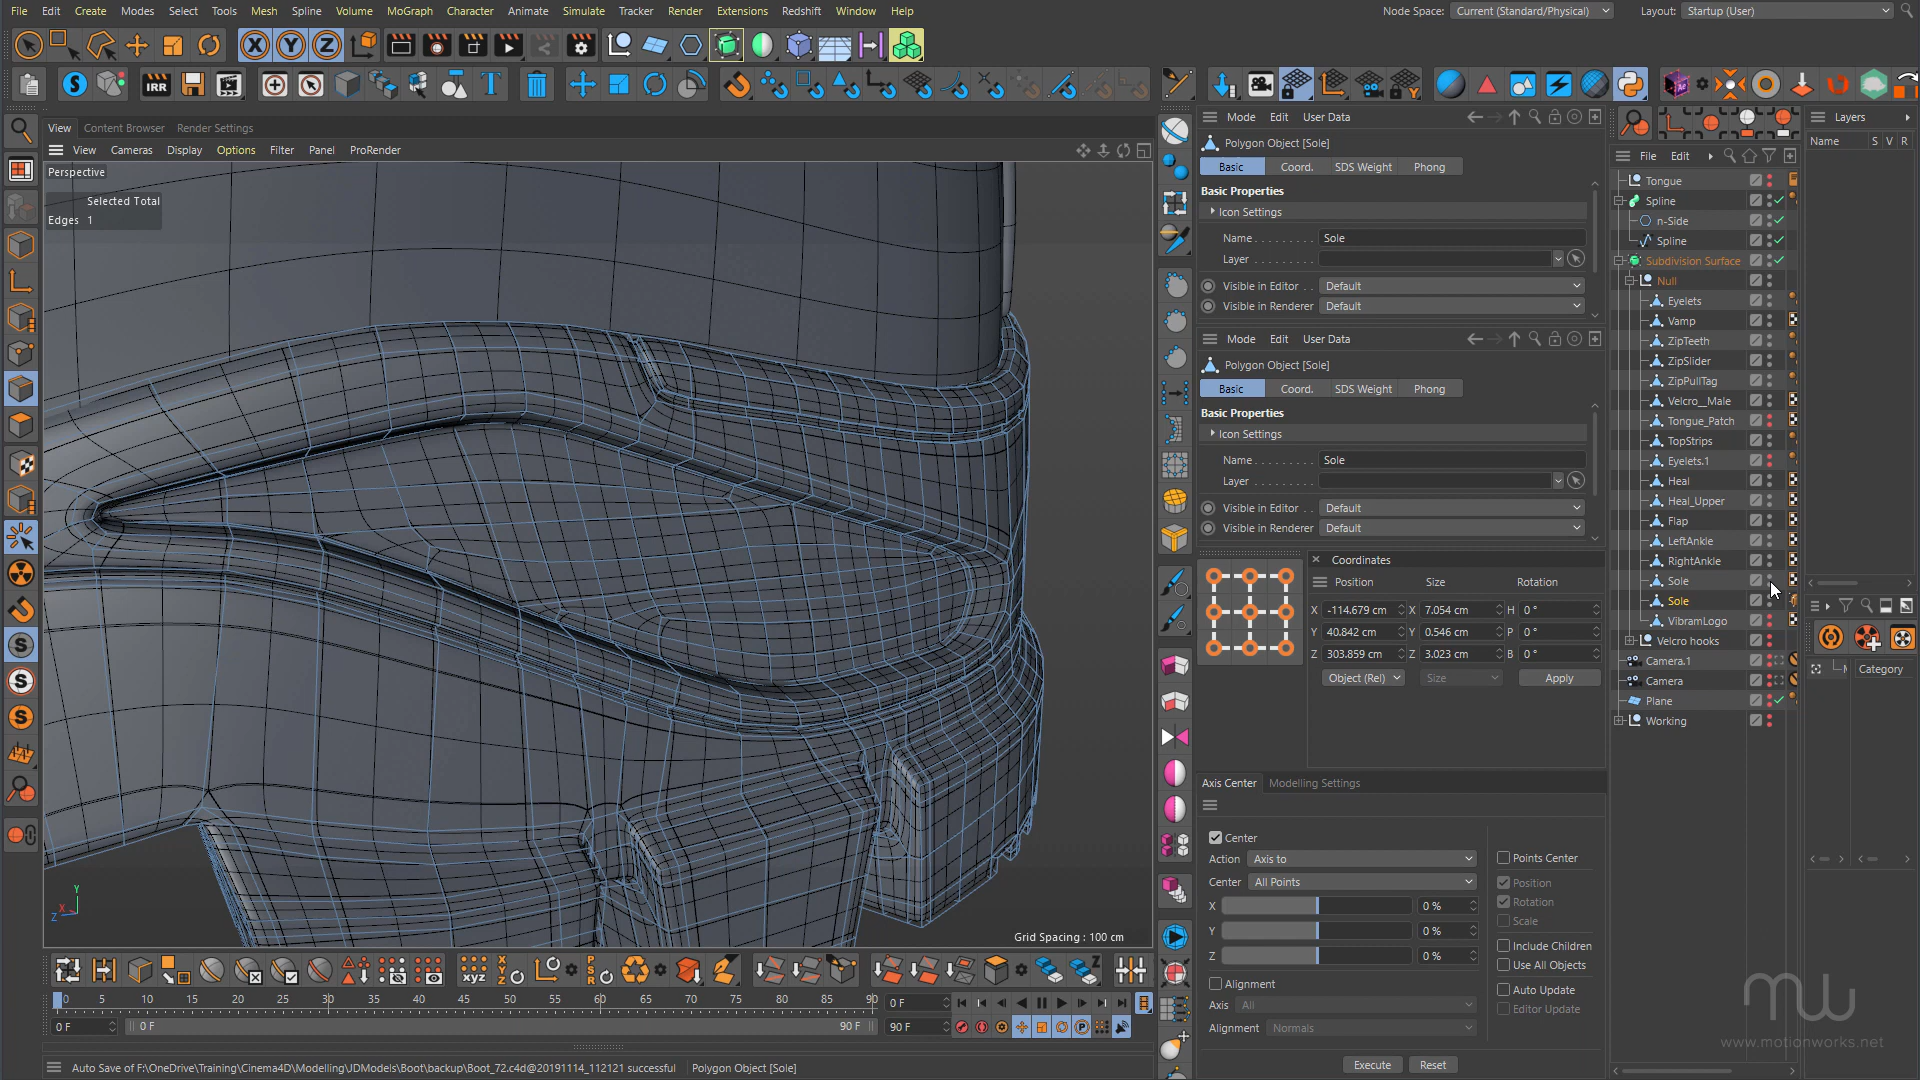 File Edit Create Modes Select Tools Mesh Spline Volume MoGraph Character Animate Simulate Tracker Render Extensions Redshift Window Help Node Space: Current (Standard/Physical) Layout: Startup (User)
View Content Browser Render Settings
View Cameras Display Options Filter Panel ProRender
Perspective
Selected Total
Edges 1
Grid Spacing : 100 cm
Mode Edit User Data
Polygon Object [Sole]
Basic Coord. SDS Weight Phong
Basic Properties
Icon Settings
Name Sole
Layer
Visible in Editor Default
Visible in Renderer Default
Mode Edit User Data
Polygon Object [Sole]
Basic Coord. SDS Weight Phong
Basic Properties
Icon Settings
Name Sole
Layer
Visible in Editor Default
Visible in Renderer Default
Coordinates
Position Size Rotation
X -114.679 cm X 7.054 cm H 0 °
Y 40.842 cm Y 0.546 cm P 0 °
Z 303.859 cm Z 3.023 cm B 0 °
Object (Rel) Size Apply
Axis Center Modelling Settings
Center
Action Axis to
Center All Points
X 0 %
Y 0 %
Z 0 %
Points Center
Position
Rotation
Scale
Include Children
Use All Objects
Auto Update
Editor Update
Alignment
Axis All
Alignment Normals
Execute Reset
File Edit
Tongue
Spline
n-Side
Spline
Subdivision Surface
Null
Eyelets
Vamp
ZipTeeth
ZipSlider
ZipPullTag
Velcro__Male
Tongue_Patch
TopStrips
Eyelets.1
Heal
Heal_Upper
Flap
LeftAnkle
RightAnkle
Sole
Sole
VibramLogo
Velcro hooks
Camera.1
Camera
Plane
Working
Layers
Name S V R
Category
0 5 10 15 20 25 30 35 40 45 50 55 60 65 70 75 80 85 90 0 F
0 F 0 F 90 F 90 F
Auto Save of F:\OneDrive\Training\Cinema4D\Modelling\JDModels\Boot\backup\Boot_72.c4d@20191114_112121 successful Polygon Object [Sole]
www.motionworks.net